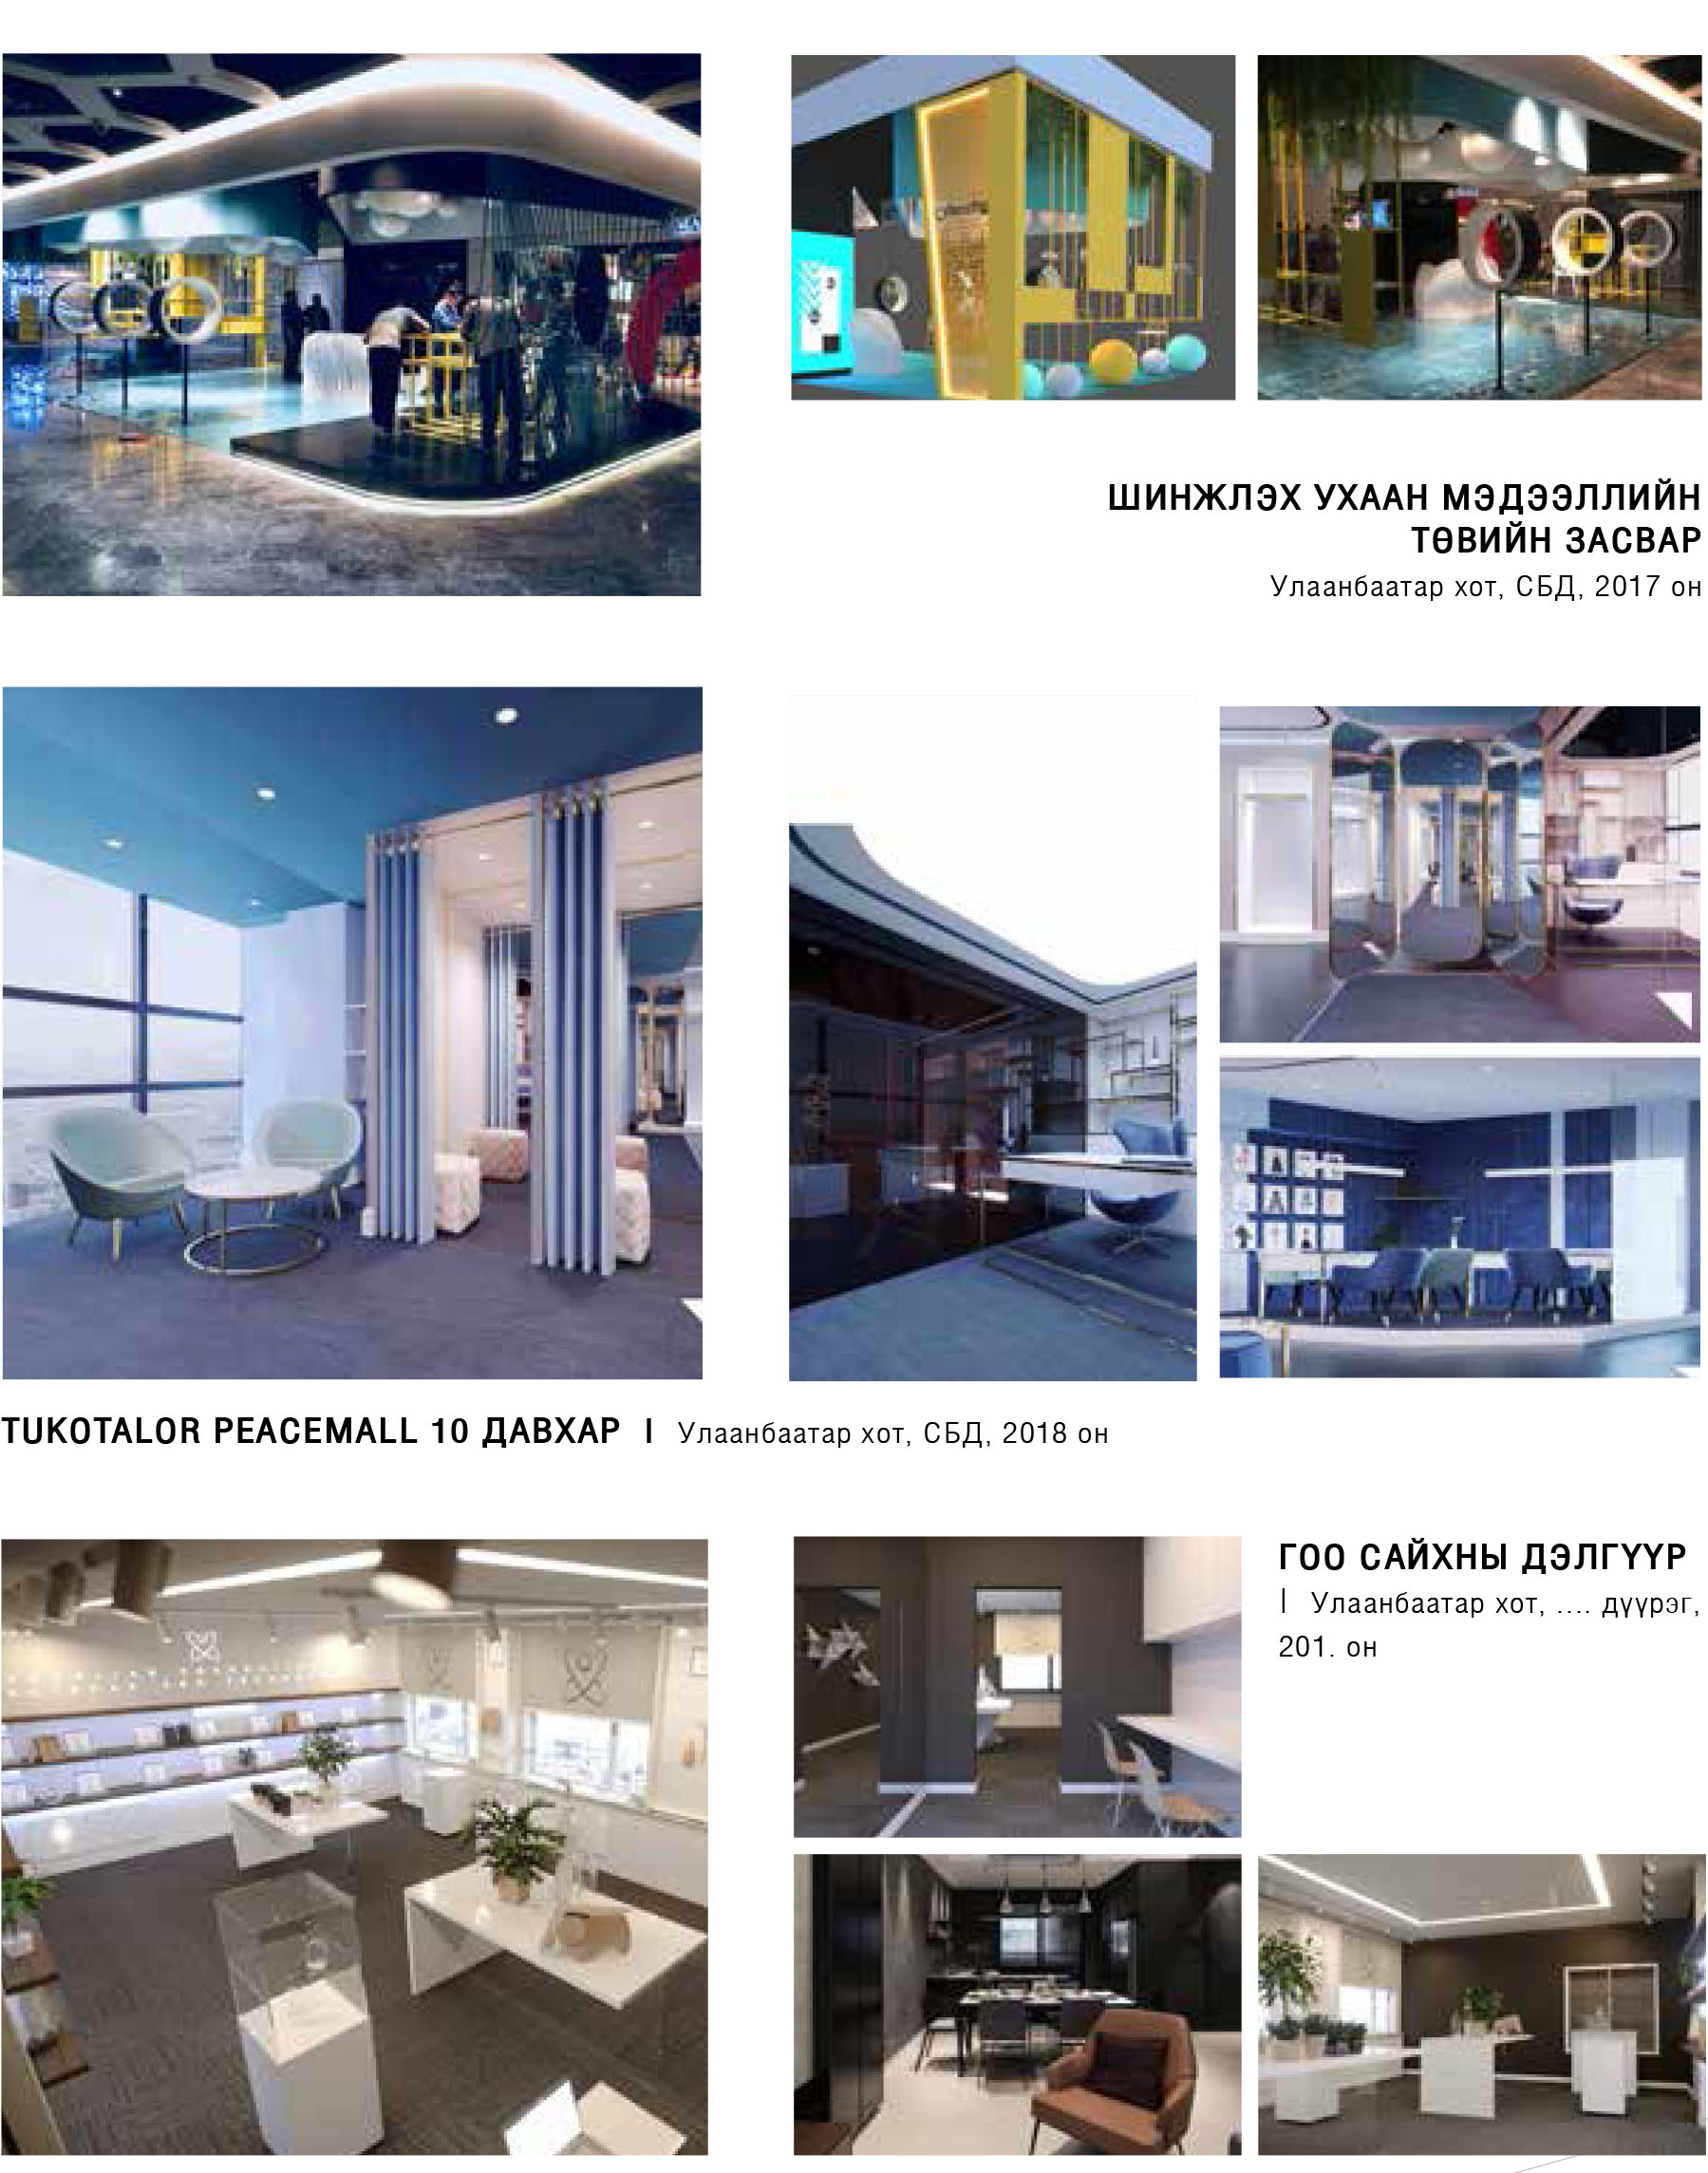 ШИНЖЛЭХ УХААН МЭДЭЭЛЛИЙН
ТӨВИЙН ЗАСВАР
Улаанбаатар хот, СБД, 2017 он
TUKOTALOR PEACEMALL 10 ДАВХАР | Улаанбаатар хот, СБД, 2018 он
ГОО САЙХНЫ ДЭЛГҮҮР
| Улаанбаатар хот, .... дүүрэг,
201. он